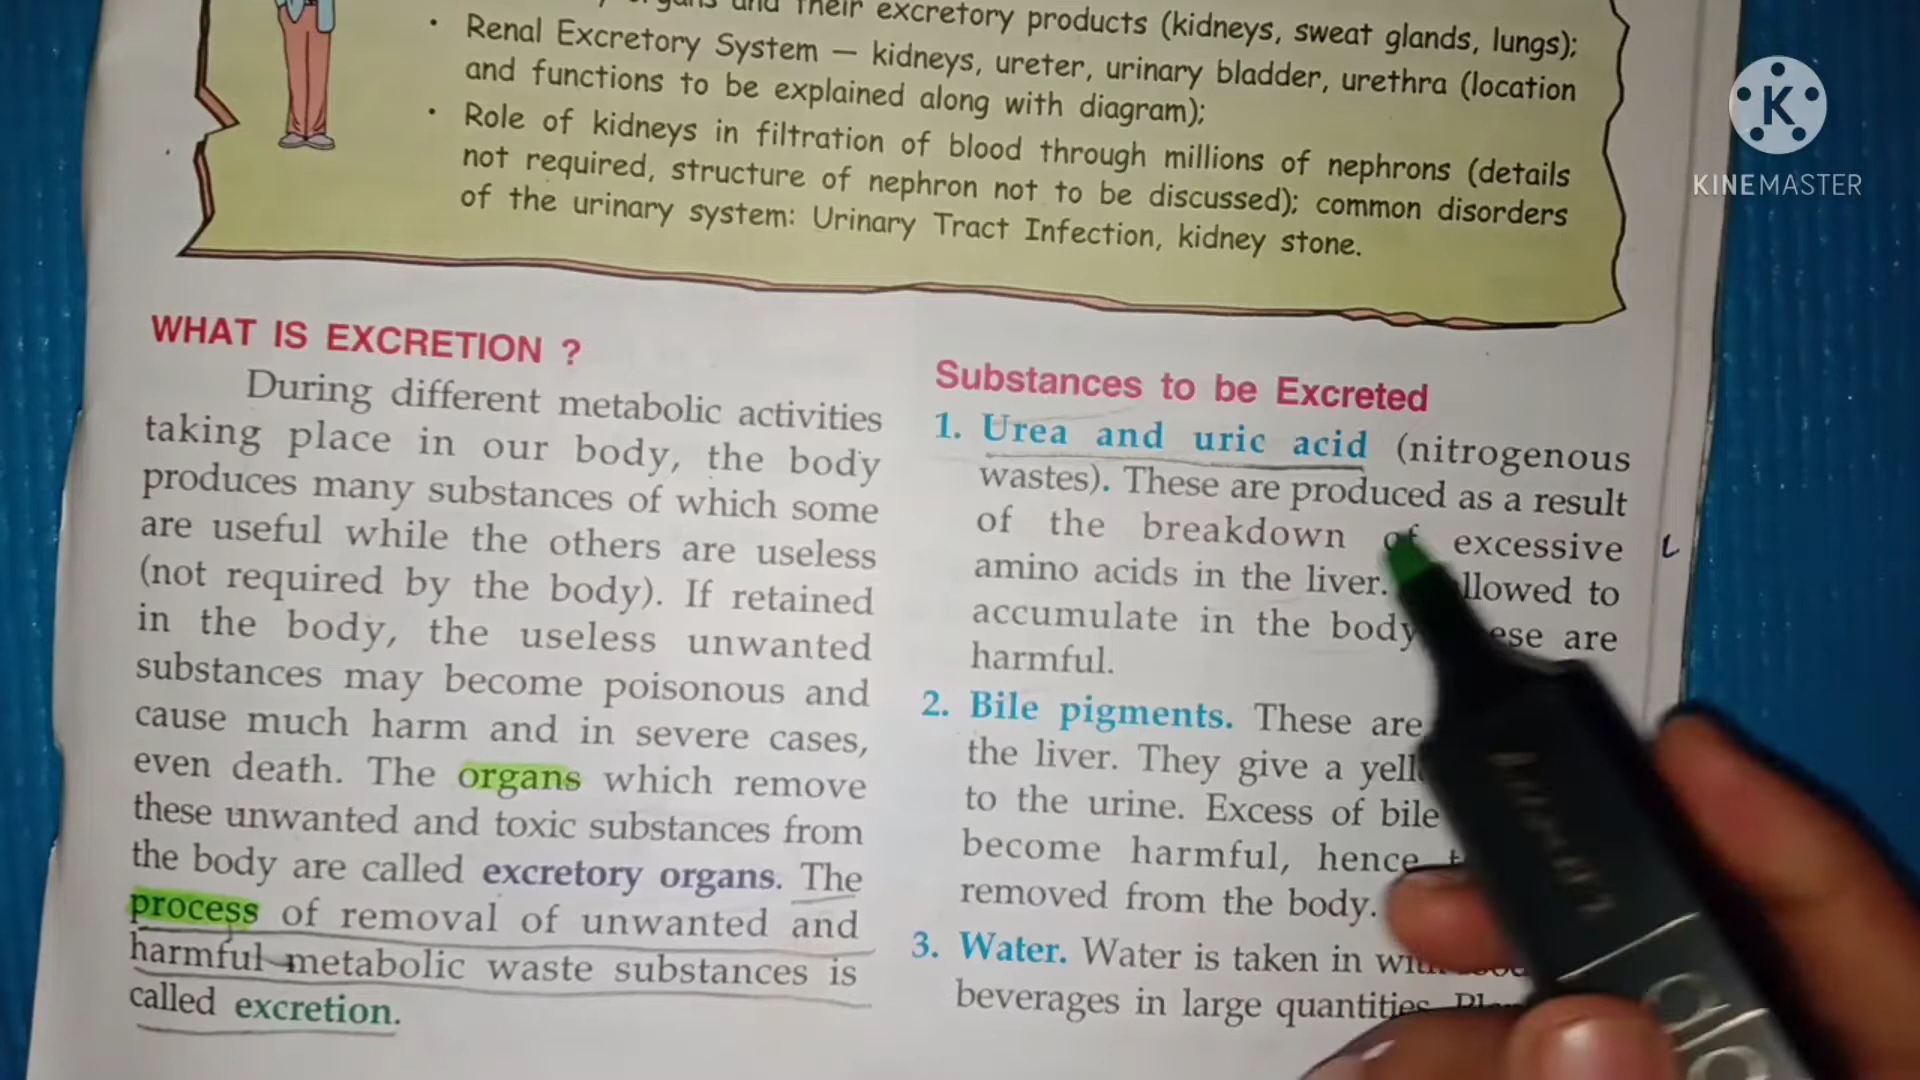 organs and their excretory products (kidneys, sweat glands, lungs);
• Renal Excretory System — kidneys, ureter, urinary bladder, urethra (location
and functions to be explained along with diagram);
• Role of kidneys in filtration of blood through millions of nephrons (details
not required, structure of nephron not to be discussed); common disorders
of the urinary system: Urinary Tract Infection, kidney stone.
K
KINEMASTER
WHAT IS EXCRETION ?
During different metabolic activities
taking place in our body, the body
produces many substances of which some
are useful while the others are useless
(not required by the body). If retained
in the body, the useless unwanted
substances may become poisonous and
cause much harm and in severe cases,
even death. The organs which remove
these unwanted and toxic substances from
the body are called excretory organs. The
process of removal of unwanted and
harmful metabolic waste substances is
called excretion.
Substances to be Excreted
1. Urea and uric acid (nitrogenous
wastes). These are produced as a result
of the breakdown of excessive
amino acids in the liver. llowed to
accumulate in the body ese are
harmful.
2. Bile pigments. These are
the liver. They give a yell
to the urine. Excess of bile
become harmful, hence
removed from the body.
3. Water. Water is taken in
beverages in large quantities.